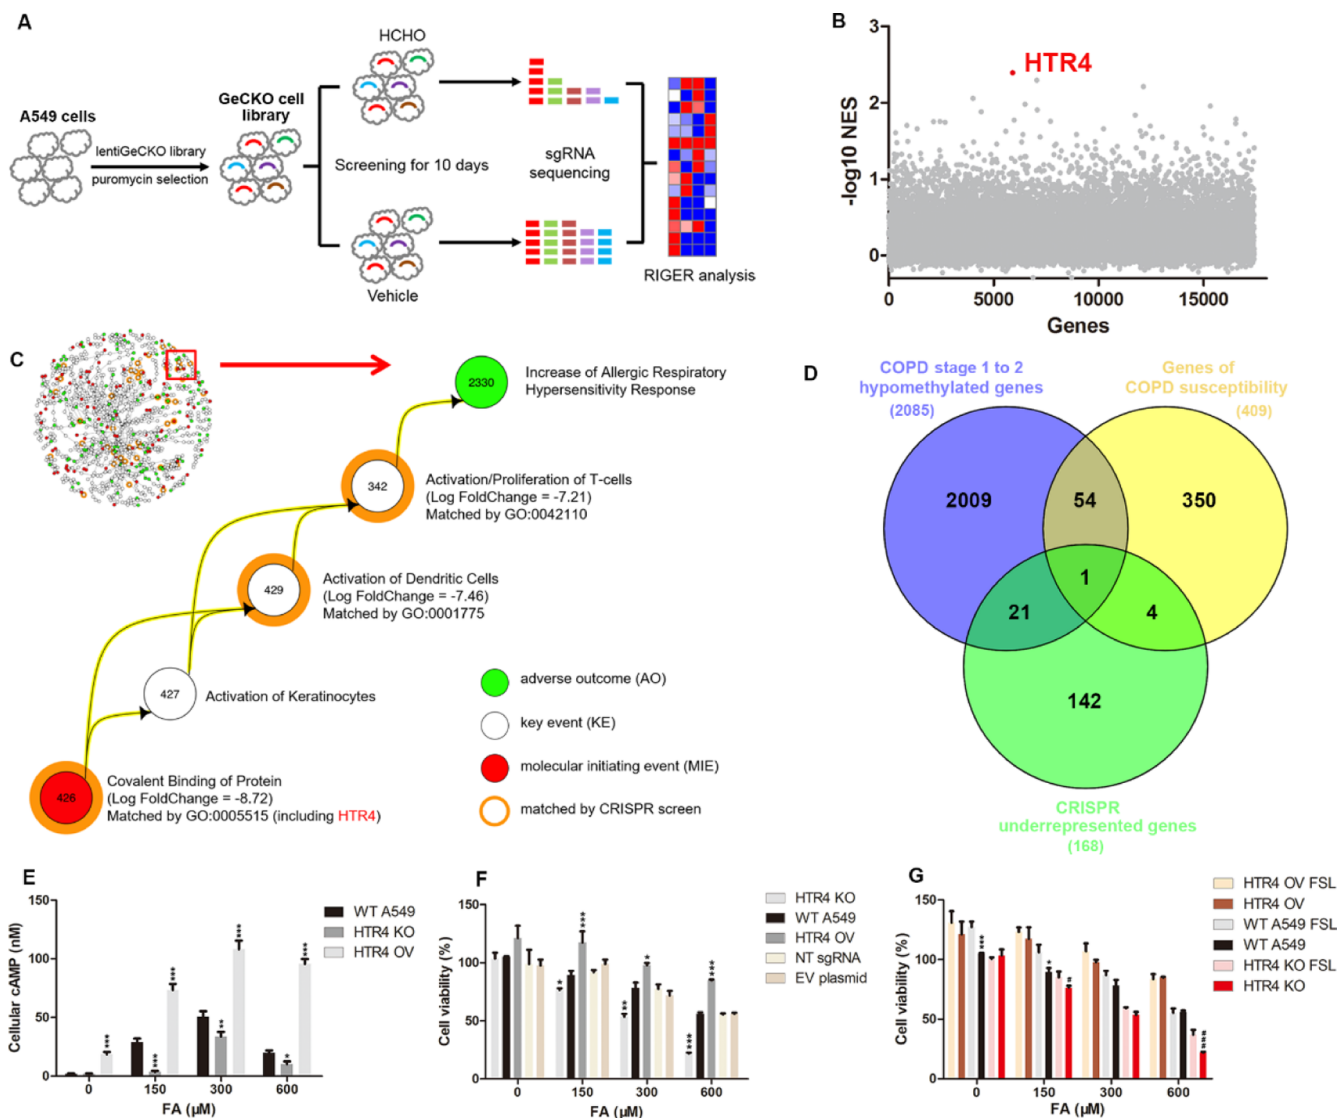 A
A549 cells
lentiGeCKO library
puromycin selection
GeCKO cell
library
HCHO
Screening for 10 days
Vehicle
sgRNA
sequencing
RIGER analysis
B
HTR4
-log10 NES
3
2
1
0
0
5000
10000
15000
Genes
C
2330
Increase of Allergic Respiratory
Hypersensitivity Response
342
Activation/Proliferation of T-cells
(Log FoldChange = -7.21)
Matched by GO:0042110
429
Activation of Dendritic Cells
(Log FoldChange = -7.46)
Matched by GO:0001775
427
Activation of Keratinocytes
426
Covalent Binding of Protein
(Log FoldChange = -8.72)
Matched by GO:0005515 (including HTR4)
adverse outcome (AO)
key event (KE)
molecular initiating event (MIE)
matched by CRISPR screen
D
COPD stage 1 to 2
hypomethylated genes
(2085)
Genes of
COPD susceptibility
(409)
2009
54
350
1
21
4
142
CRISPR
underrepresented genes
(168)
E
Cellular cAMP (nM)
150
100
50
0
***
***
***
**
***
*
***
0
150
300
600
FA (µM)
WT A549
HTR4 KO
HTR4 OV
F
Cell viability (%)
150
100
50
0
*
***
**
*
***
***
0
150
300
600
FA (µM)
HTR4 KO
WT A549
HTR4 OV
NT sgRNA
EV plasmid
G
Cell viability (%)
150
100
50
0
***
*
#
###
0
150
300
600
FA (µM)
HTR4 OV FSL
HTR4 OV
WT A549 FSL
WT A549
HTR4 KO FSL
HTR4 KO